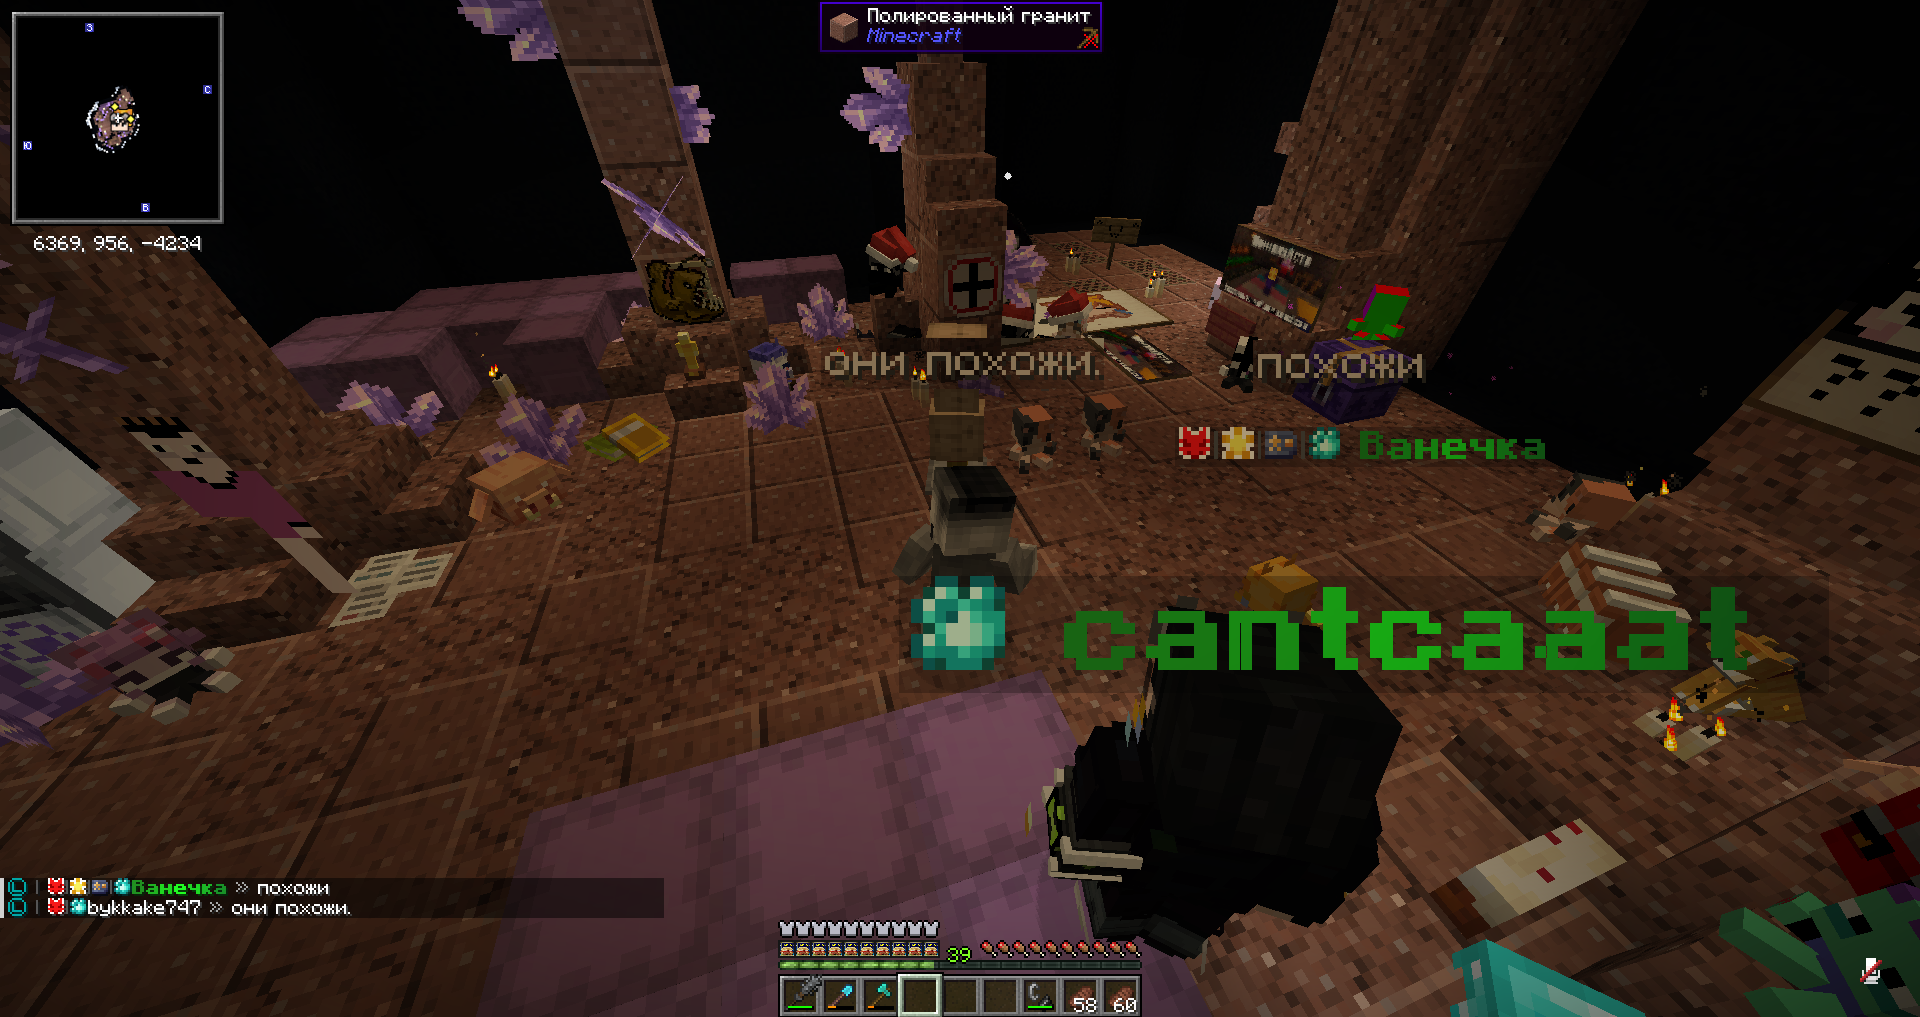 Полированный гранит
Minecraft
З
С
Ю
В
6369, 956, -4234
они похожи.
похожи
Ванечка
cantcaaat
L | Ванечка » похожи
L | bykkake747 » они похожи.
39
58
60